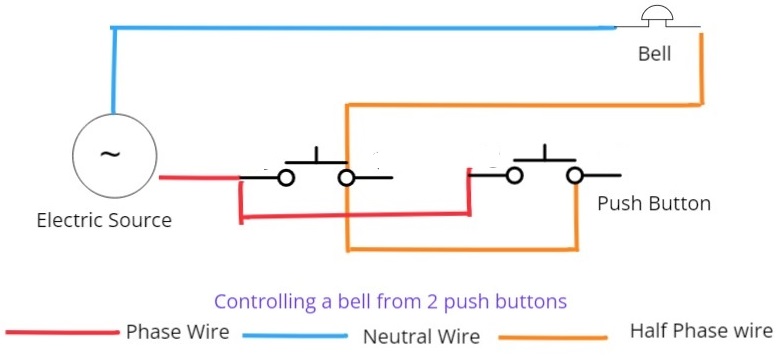 Bell
~
Electric Source
Push Button
Controlling a bell from 2 push buttons
Phase Wire
Neutral Wire
Half Phase wire